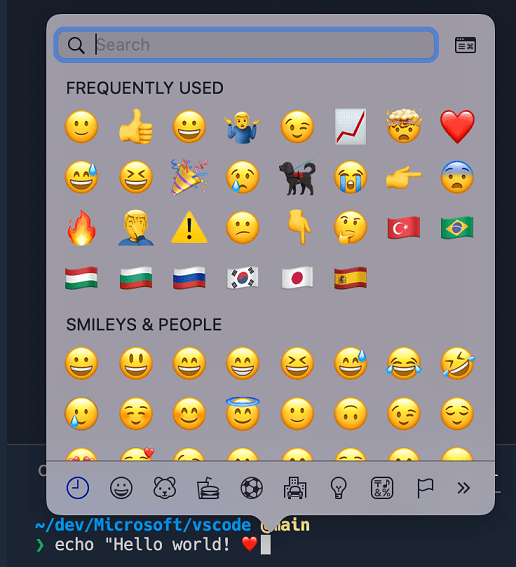 Search
FREQUENTLY USED
SMILEYS & PEOPLE
~/dev/Microsoft/vscode @main
❯ echo "Hello world! ❤️